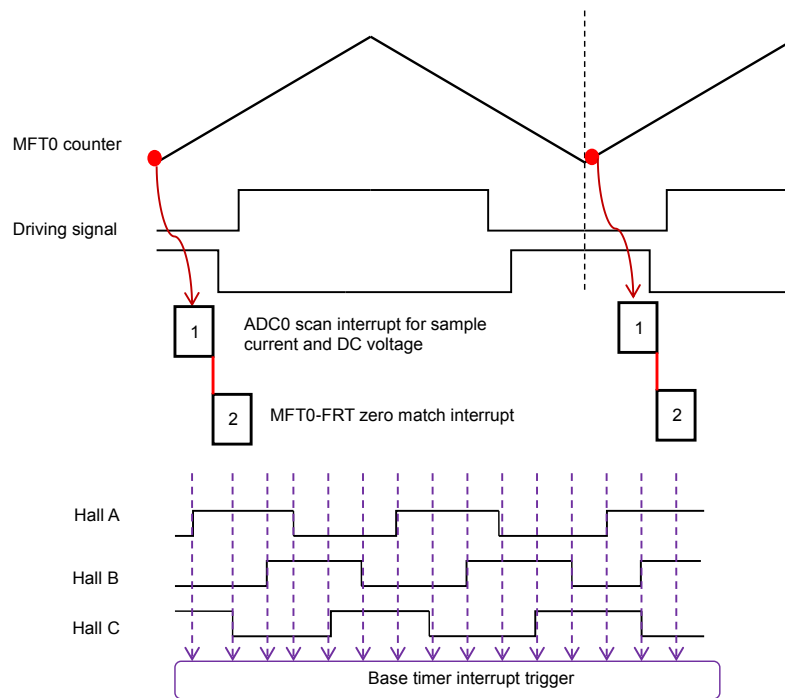 MFT0 counter
Driving signal
1
ADC0 scan interrupt for sample
current and DC voltage
1
2
MFT0-FRT zero match interrupt
2
Hall A
Hall B
Hall C
Base timer interrupt trigger